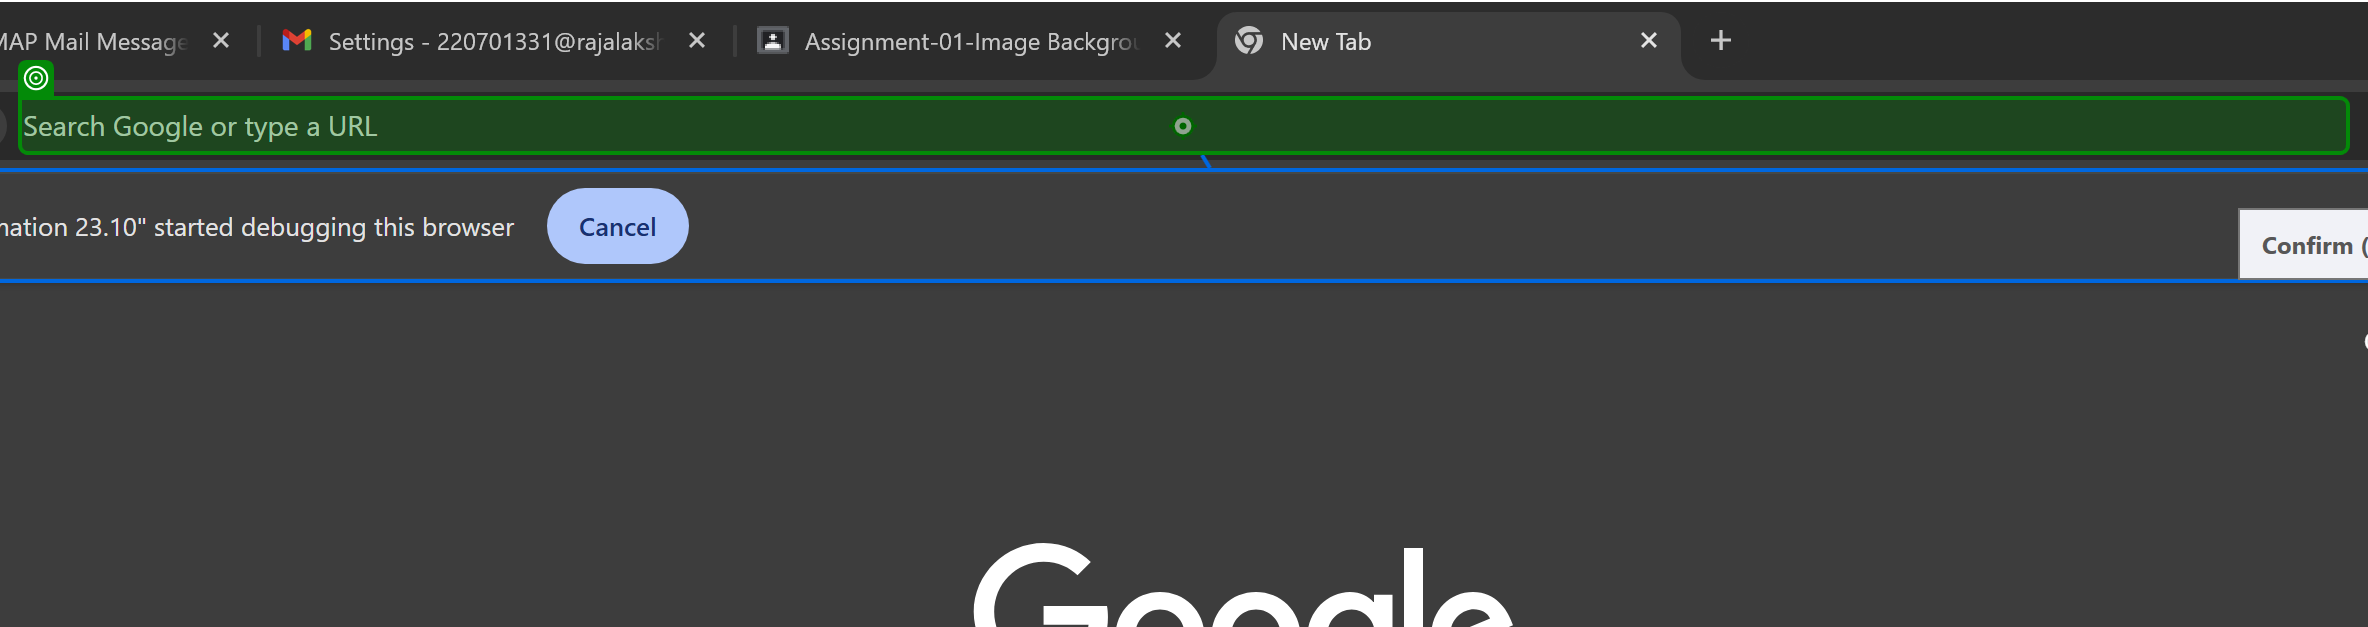 MAP Mail Message
Settings - 220701331@rajalaksh
Assignment-01-Image Backgrou
New Tab
Search Google or type a URL
mation 23.10" started debugging this browser
Cancel
Confirm (
Google